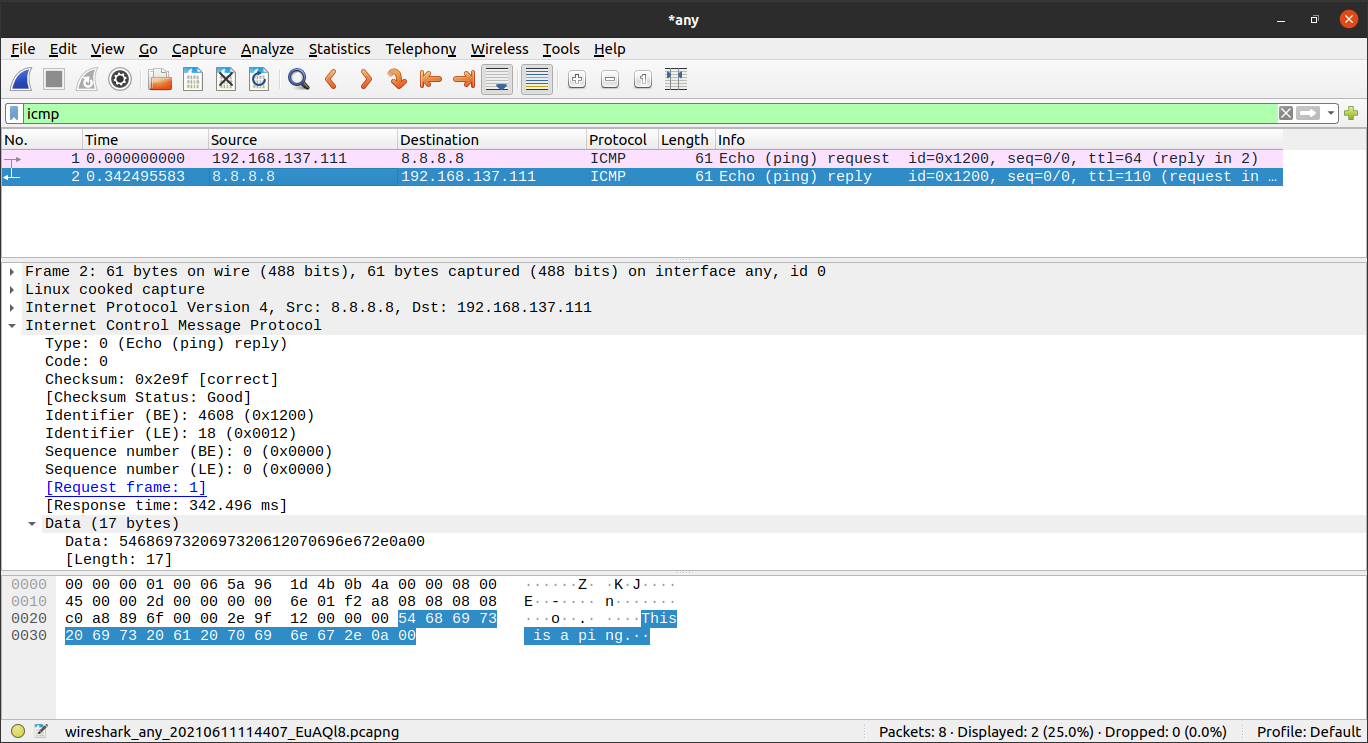 *any
File Edit View Go Capture Analyze Statistics Telephony Wireless Tools Help
icmp
No. Time Source Destination Protocol Length Info
1 0.000000000 192.168.137.111 8.8.8.8 ICMP 61 Echo (ping) request id=0x1200, seq=0/0, ttl=64 (reply in 2)
2 0.342495583 8.8.8.8 192.168.137.111 ICMP 61 Echo (ping) reply id=0x1200, seq=0/0, ttl=110 (request in …
Frame 2: 61 bytes on wire (488 bits), 61 bytes captured (488 bits) on interface any, id 0
Linux cooked capture
Internet Protocol Version 4, Src: 8.8.8.8, Dst: 192.168.137.111
Internet Control Message Protocol
Type: 0 (Echo (ping) reply)
Code: 0
Checksum: 0x2e9f [correct]
[Checksum Status: Good]
Identifier (BE): 4608 (0x1200)
Identifier (LE): 18 (0x0012)
Sequence number (BE): 0 (0x0000)
Sequence number (LE): 0 (0x0000)
[Request frame: 1]
[Response time: 342.496 ms]
Data (17 bytes)
Data: 5468697320697320612070696e672e0a00
[Length: 17]
0000 00 00 00 01 00 06 5a 96 1d 4b 0b 4a 00 00 08 00 ······Z· ·K·J····
0010 45 00 00 2d 00 00 00 00 6e 01 f2 a8 08 08 08 08 E··-···· n·······
0020 c0 a8 89 6f 00 00 2e 9f 12 00 00 00 54 68 69 73 ···o··.· ····This
0030 20 69 73 20 61 20 70 69 6e 67 2e 0a 00 is a pi ng.··
wireshark_any_20210611114407_EuAQl8.pcapng Packets: 8 · Displayed: 2 (25.0%) · Dropped: 0 (0.0%) Profile: Default